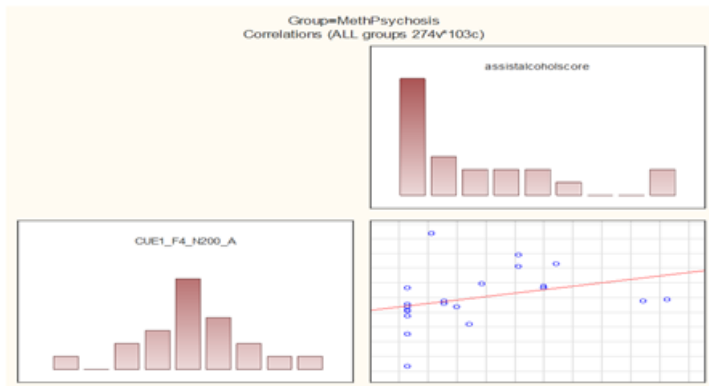 Group=MethPsychosis
Correlations (ALL groups 274v*103c)
assistalcoholscore
CUE1_F4_N200_A